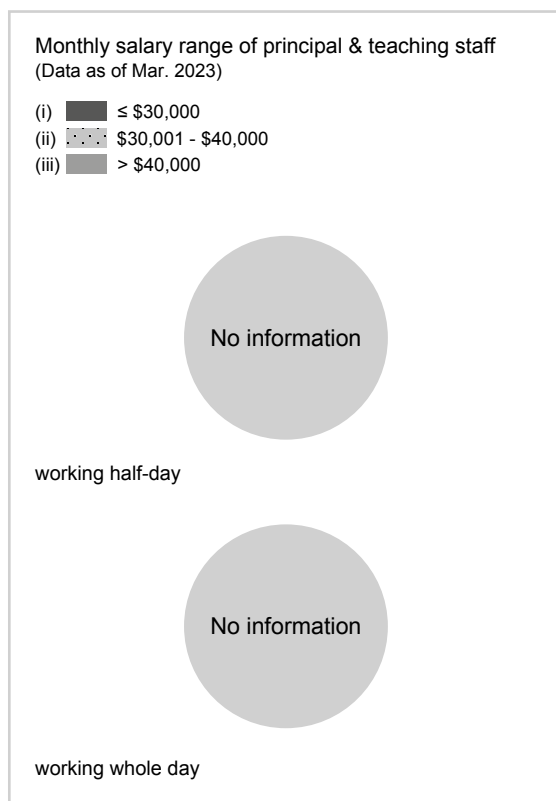 Monthly salary range of principal & teaching staff
(Data as of Mar. 2023)
(i) ≤ $30,000
(ii) $30,001 - $40,000
(iii) > $40,000
No information
working half-day
No information
working whole day